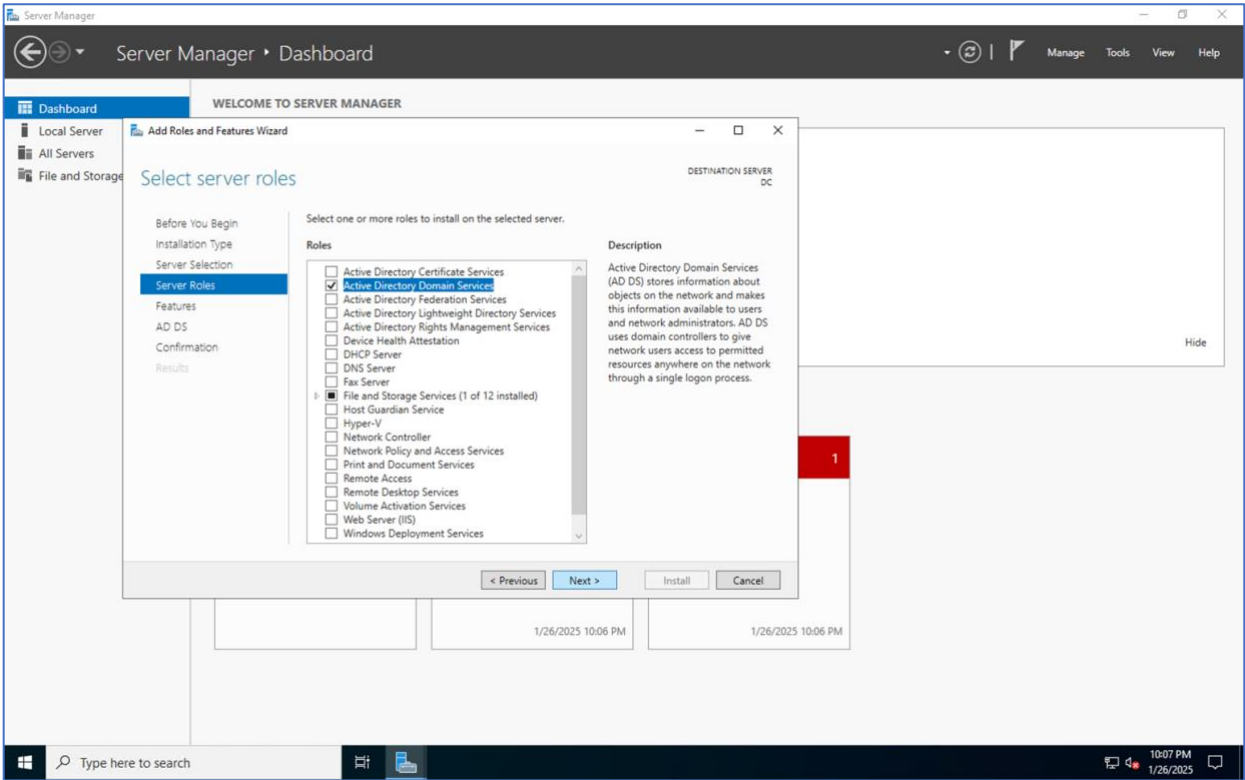 Server Manager
Server Manager ‣ Dashboard
Manage Tools View Help
Dashboard
Local Server
All Servers
File and Storage
WELCOME TO SERVER MANAGER
Add Roles and Features Wizard
Select server roles
DESTINATION SERVER
DC
Before You Begin
Installation Type
Server Selection
Server Roles
Features
AD DS
Confirmation
Results
Select one or more roles to install on the selected server.
Roles
Active Directory Certificate Services
Active Directory Domain Services
Active Directory Federation Services
Active Directory Lightweight Directory Services
Active Directory Rights Management Services
Device Health Attestation
DHCP Server
DNS Server
Fax Server
File and Storage Services (1 of 12 installed)
Host Guardian Service
Hyper-V
Network Controller
Network Policy and Access Services
Print and Document Services
Remote Access
Remote Desktop Services
Volume Activation Services
Web Server (IIS)
Windows Deployment Services
Description
Active Directory Domain Services
(AD DS) stores information about
objects on the network and makes
this information available to users
and network administrators. AD DS
uses domain controllers to give
network users access to permitted
resources anywhere on the network
through a single logon process.
< Previous Next > Install Cancel
Hide
1
1/26/2025 10:06 PM
1/26/2025 10:06 PM
Type here to search
10:07 PM
1/26/2025